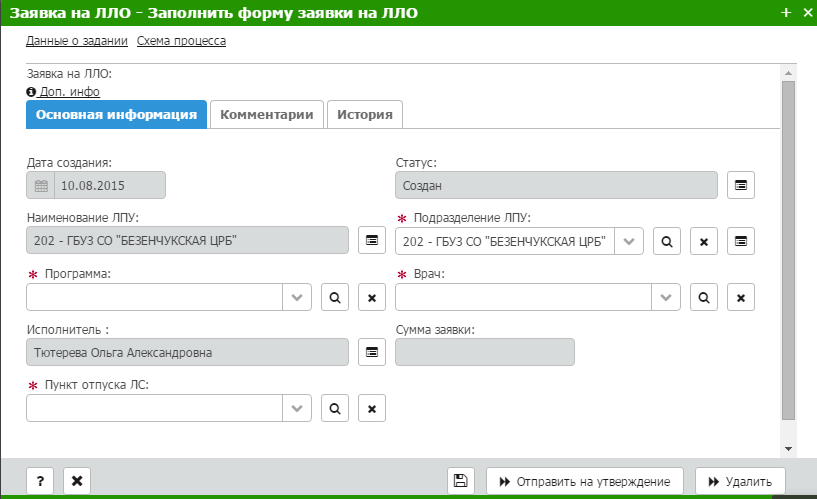 Заявка на ЛЛО - Заполнить форму заявки на ЛЛО
Данные о задании Схема процесса
Заявка на ЛЛО:
Доп. инфо
Основная информация Комментарии История
Дата создания: Статус:
10.08.2015 Создан
Наименование ЛПУ: * Подразделение ЛПУ:
202 - ГБУЗ СО "БЕЗЕНЧУКСКАЯ ЦРБ" 202 - ГБУЗ СО "БЕЗЕНЧУКСКАЯ ЦРБ"
* Программа: * Врач:
Исполнитель : Сумма заявки:
Тютерева Ольга Александровна
* Пункт отпуска ЛС:
? Отправить на утверждение Удалить